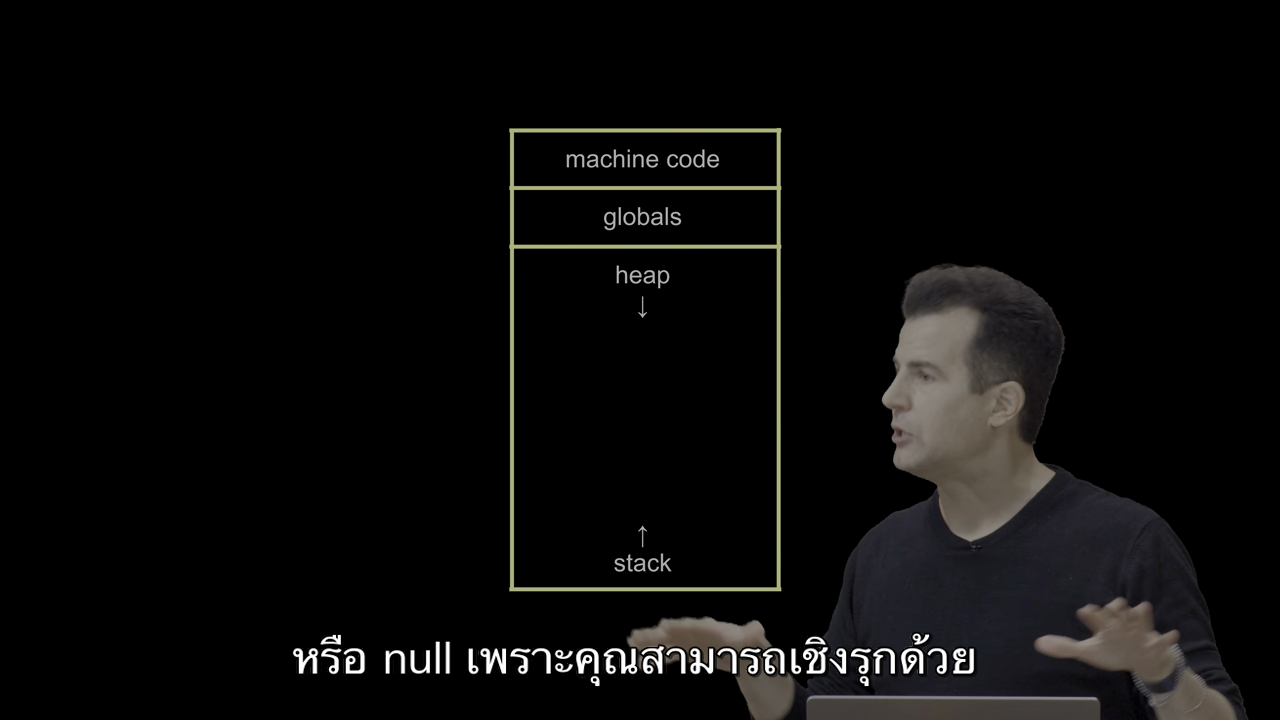 machine code
globals
heap
↓
↑
stack
หรือ null เพราะคุณสามารถเชิงรุกด้วย